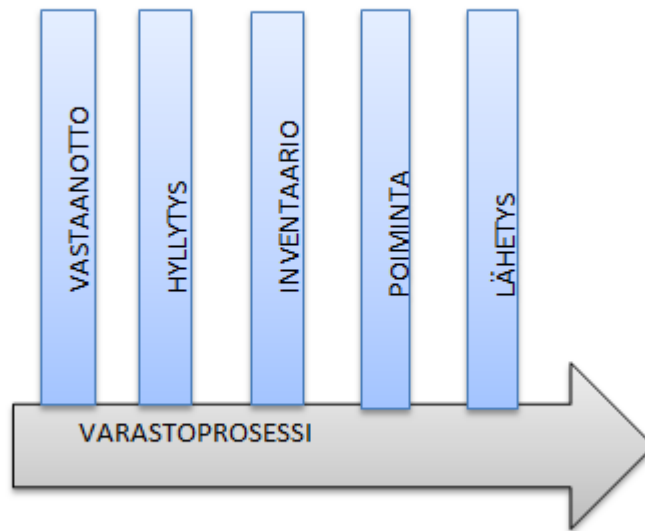 VASTAANOTTO
HYLLYTYS
INVENTAARIO
POIMINTA
LÄHETYS
VARASTOPROSESSI